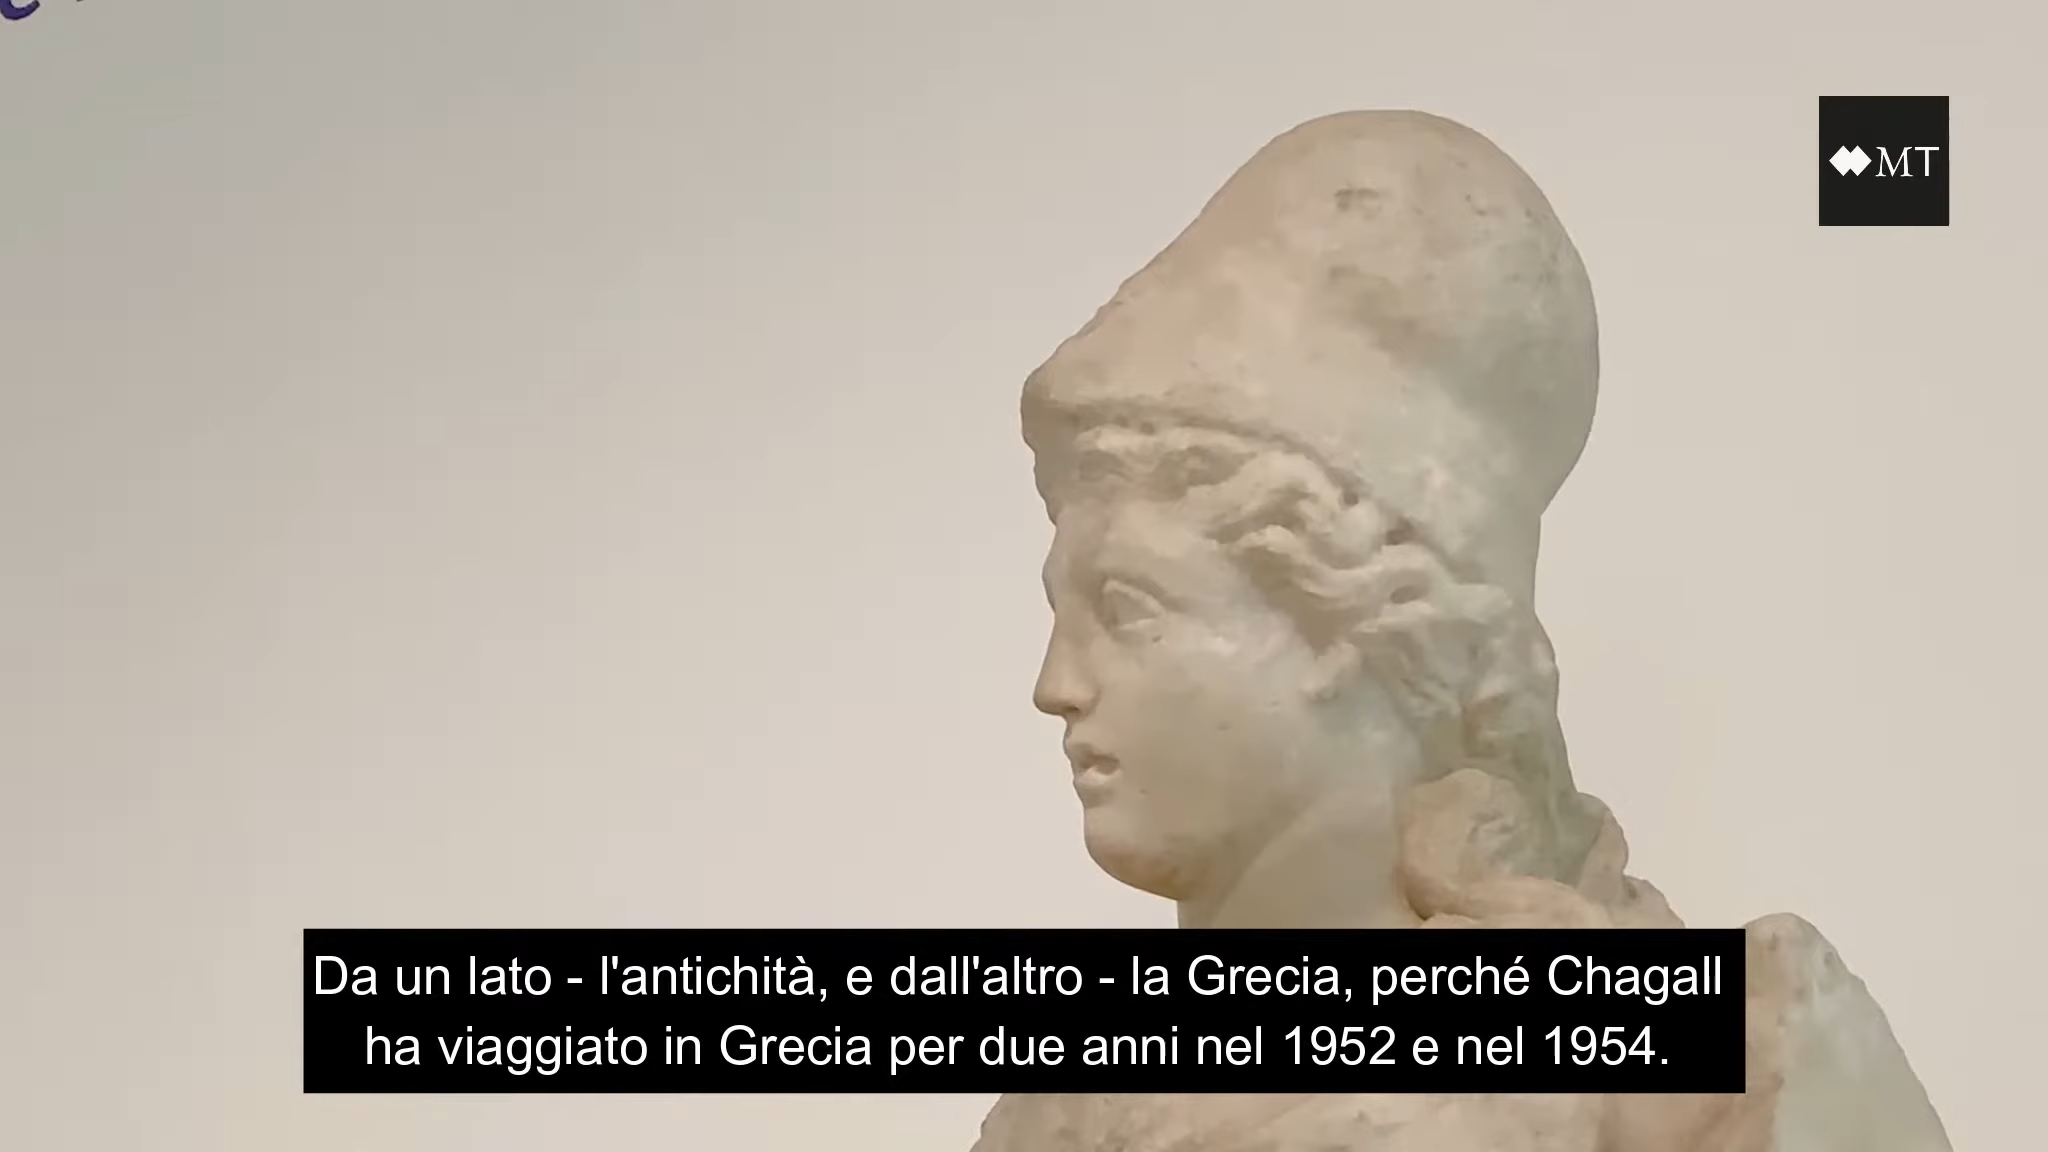 MT
Da un lato - l'antichità, e dall'altro - la Grecia, perché Chagall
ha viaggiato in Grecia per due anni nel 1952 e nel 1954.